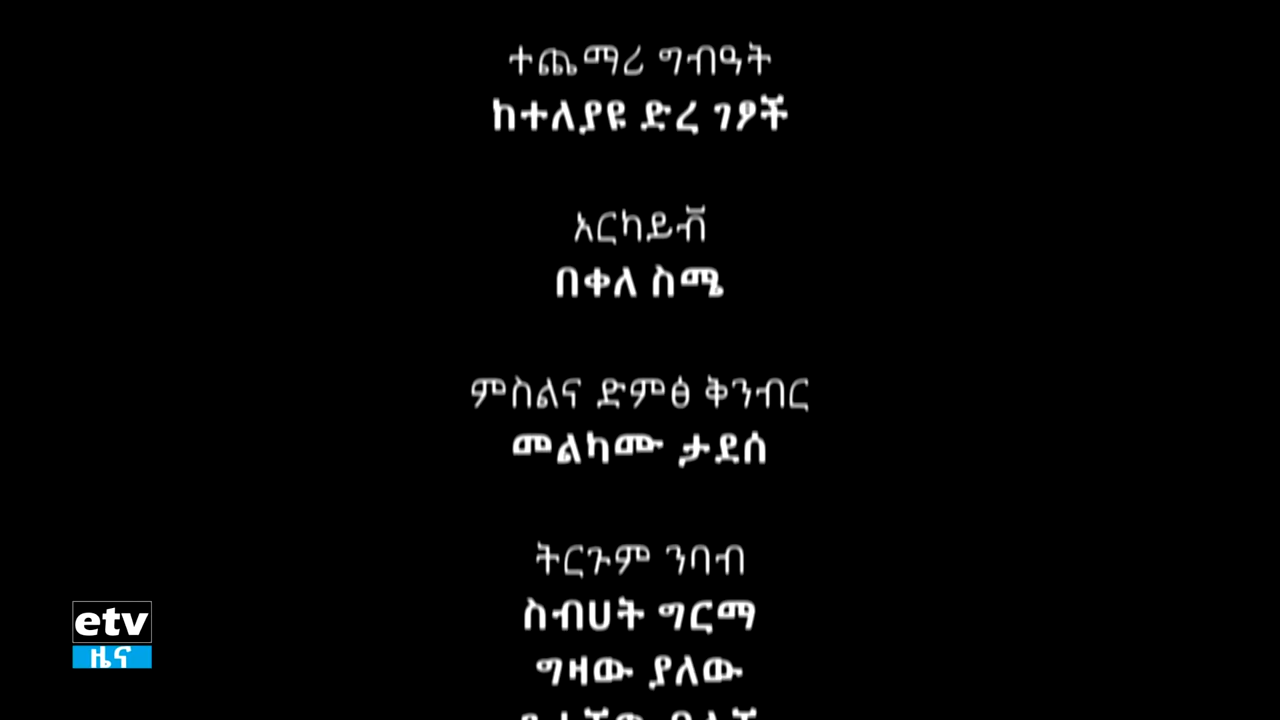 ተጨማሪ ግብዓት
ከተለያዩ ድረ ገፆች
አርካይቭ
በቀለ ስሜ
ምስልና ድምፅ ቅንብር
መልካሙ ታደሰ
ትርጉም ንባብ
ስብሀት ግርማ
ግዛው ያለው
etv
ዜና